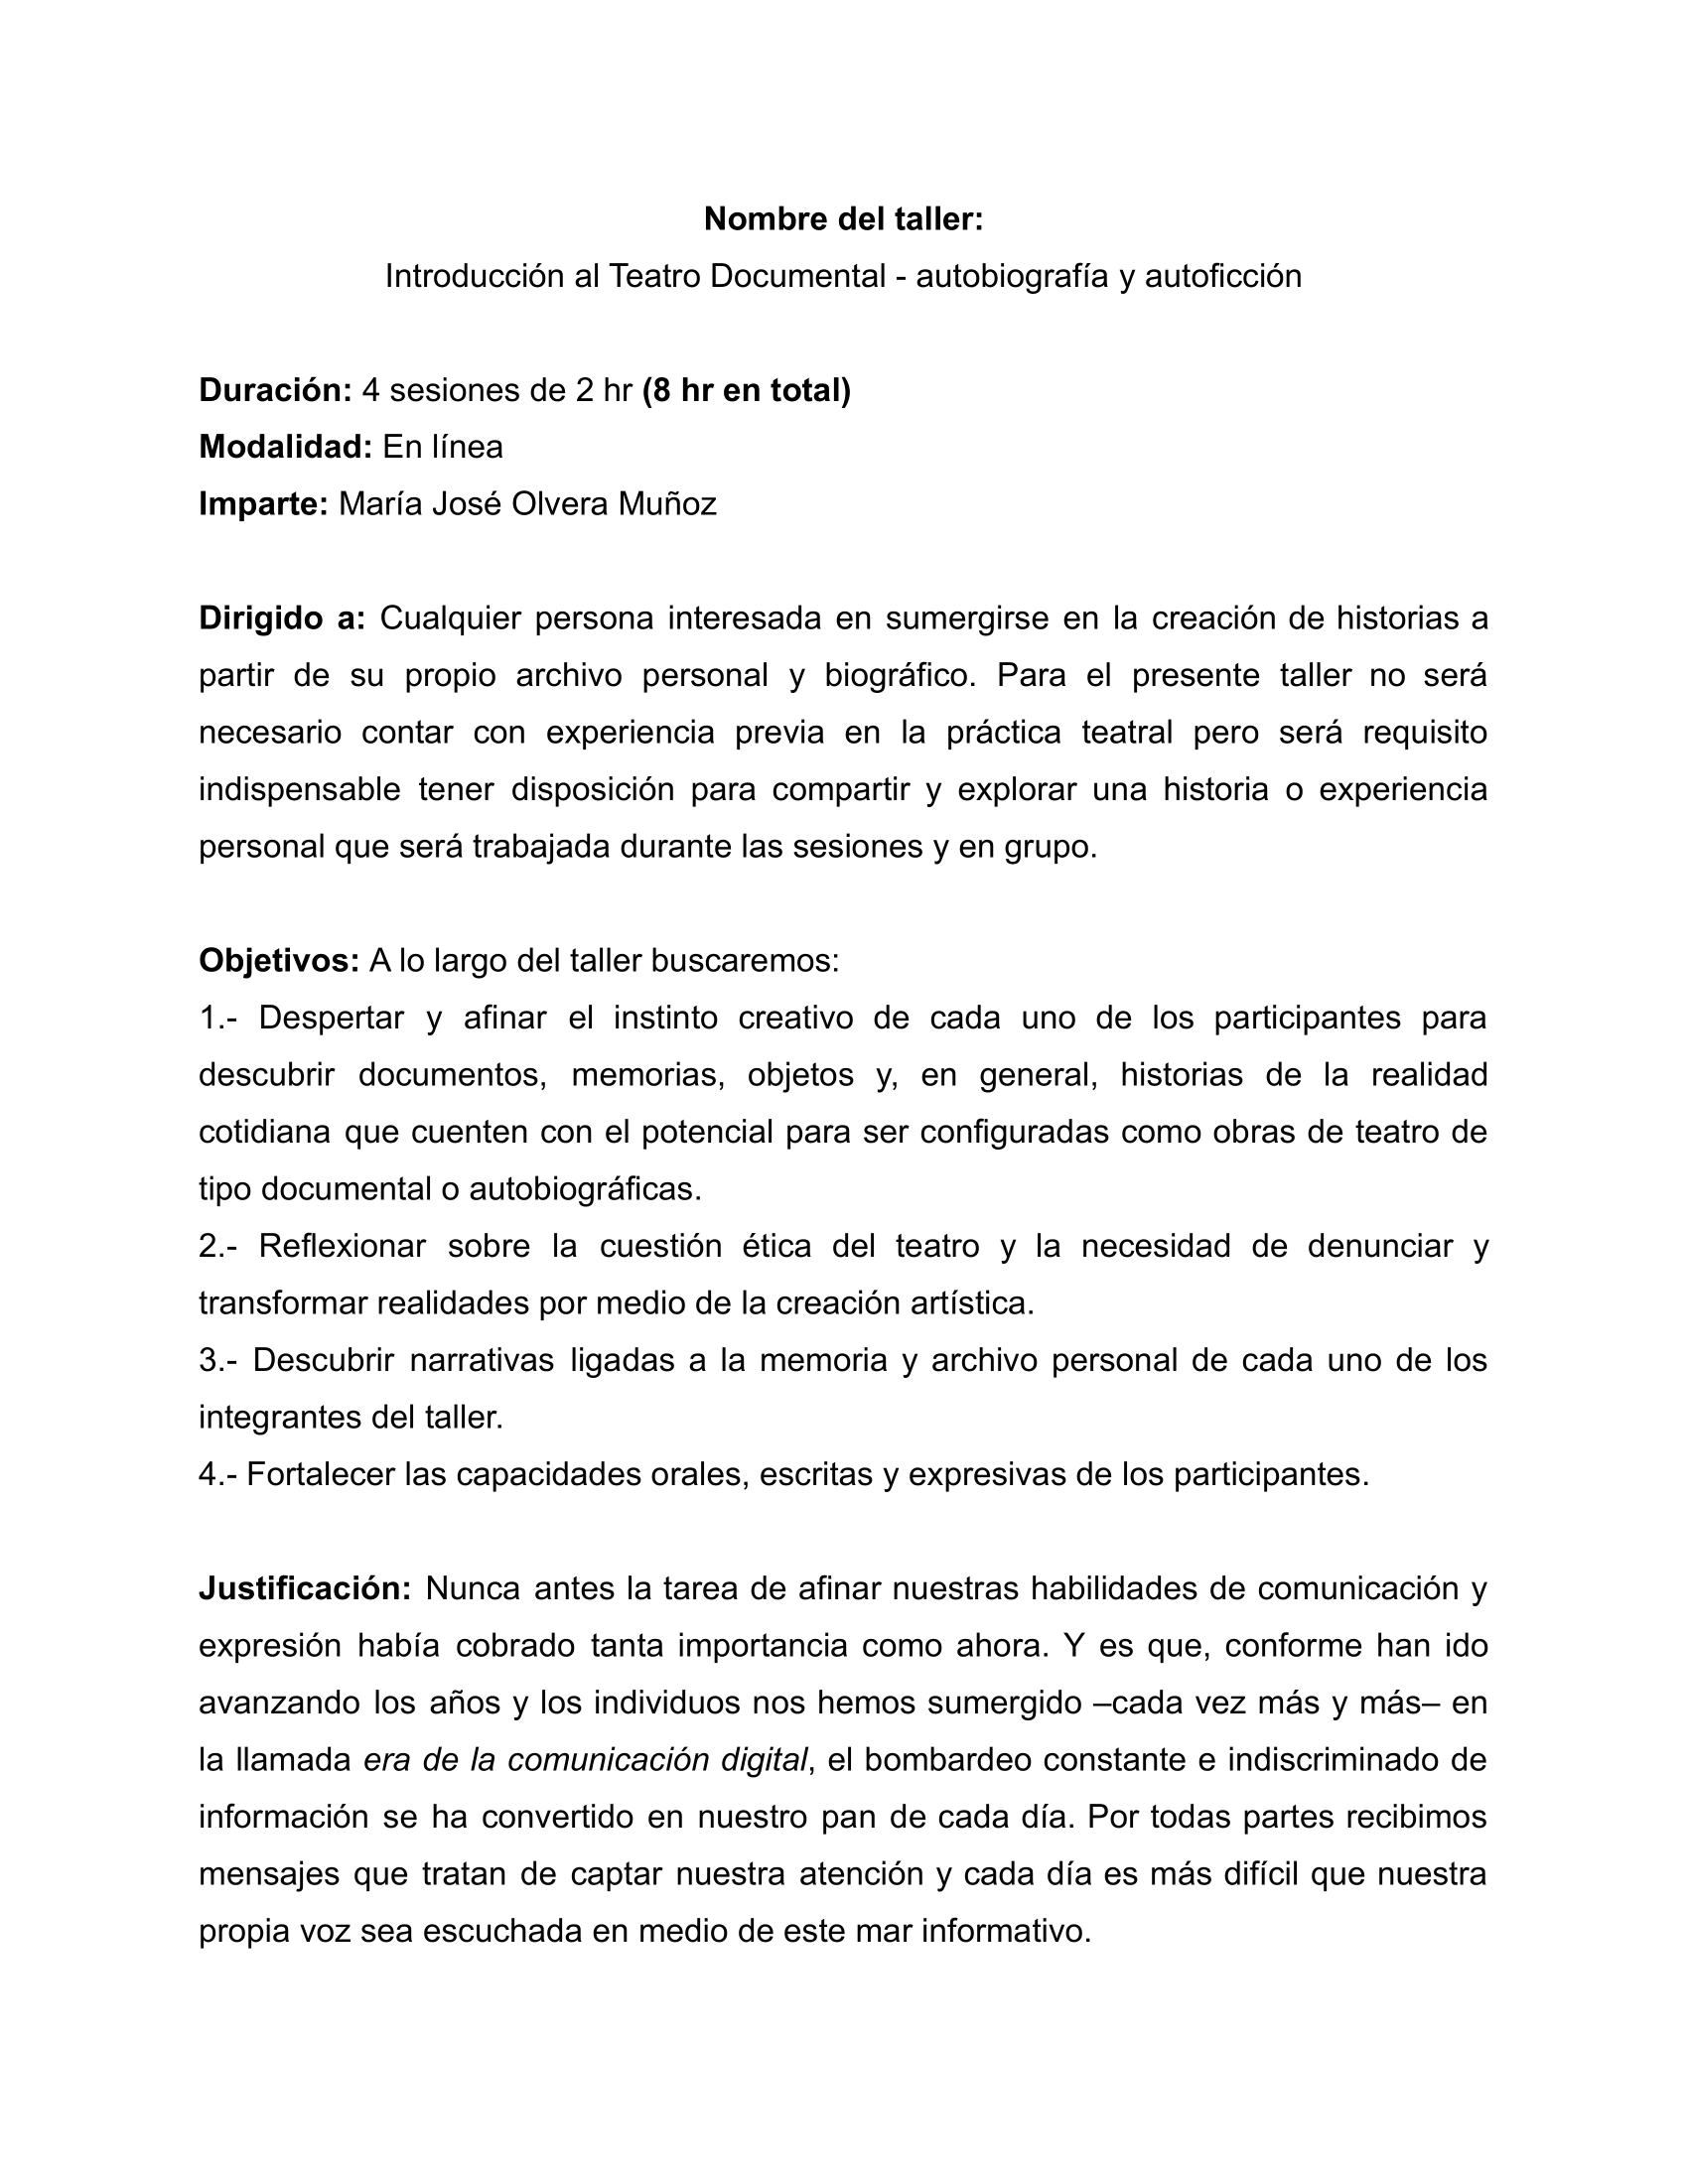 Nombre del taller:
Introducción al Teatro Documental - autobiografía y autoficción
Duración: 4 sesiones de 2 hr (8 hr en total)
Modalidad: En línea
Imparte: María José Olvera Muñoz
Dirigido a: Cualquier persona interesada en sumergirse en la creación de historias a
partir de su propio archivo personal y biográfico. Para el presente taller no será
necesario contar con experiencia previa en la práctica teatral pero será requisito
indispensable tener disposición para compartir y explorar una historia o experiencia
personal que será trabajada durante las sesiones y en grupo.
Objetivos: A lo largo del taller buscaremos:
1.- Despertar y afinar el instinto creativo de cada uno de los participantes para
descubrir documentos, memorias, objetos y, en general, historias de la realidad
cotidiana que cuenten con el potencial para ser configuradas como obras de teatro de
tipo documental o autobiográficas.
2.- Reflexionar sobre la cuestión ética del teatro y la necesidad de denunciar y
transformar realidades por medio de la creación artística.
3.- Descubrir narrativas ligadas a la memoria y archivo personal de cada uno de los
integrantes del taller.
4.- Fortalecer las capacidades orales, escritas y expresivas de los participantes.
Justificación: Nunca antes la tarea de afinar nuestras habilidades de comunicación y
expresión había cobrado tanta importancia como ahora. Y es que, conforme han ido
avanzando los años y los individuos nos hemos sumergido –cada vez más y más– en
la llamada era de la comunicación digital, el bombardeo constante e indiscriminado de
información se ha convertido en nuestro pan de cada día. Por todas partes recibimos
mensajes que tratan de captar nuestra atención y cada día es más difícil que nuestra
propia voz sea escuchada en medio de este mar informativo.